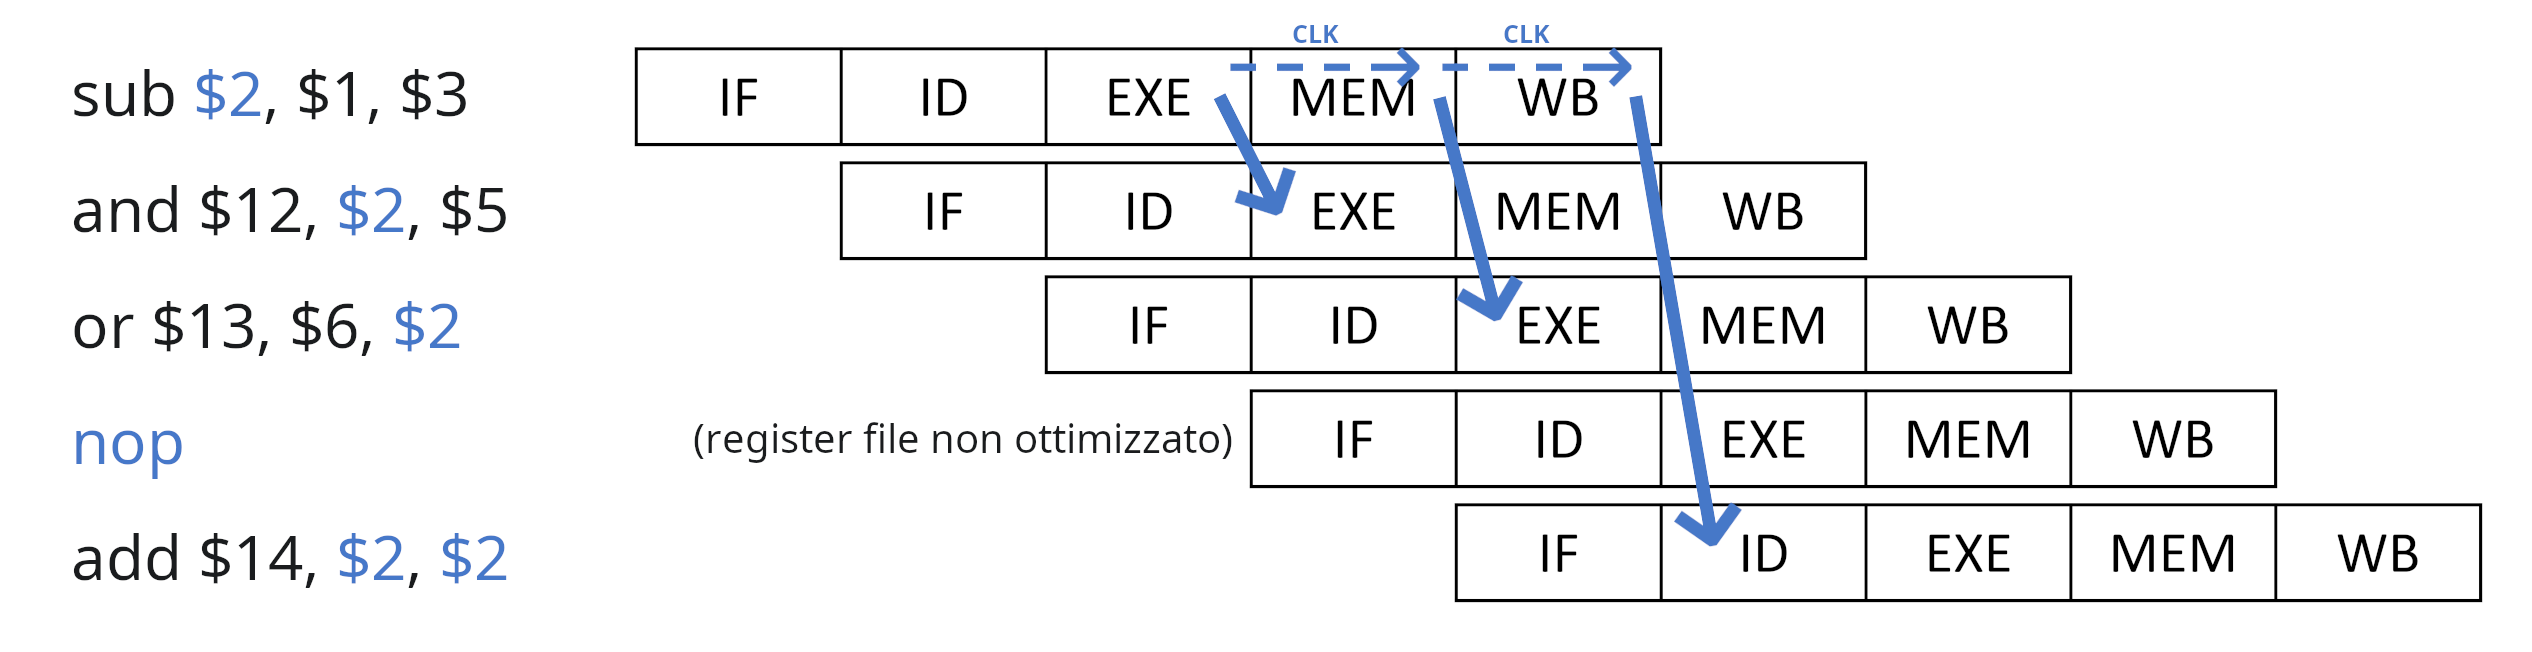 CLK CLK
sub $2, $1, $3 IF ID EXE MEM WB
and $12, $2, $5 IF ID EXE MEM WB
or $13, $6, $2 IF ID EXE MEM WB
nop (register file non ottimizzato) IF ID EXE MEM WB
add $14, $2, $2 IF ID EXE MEM WB